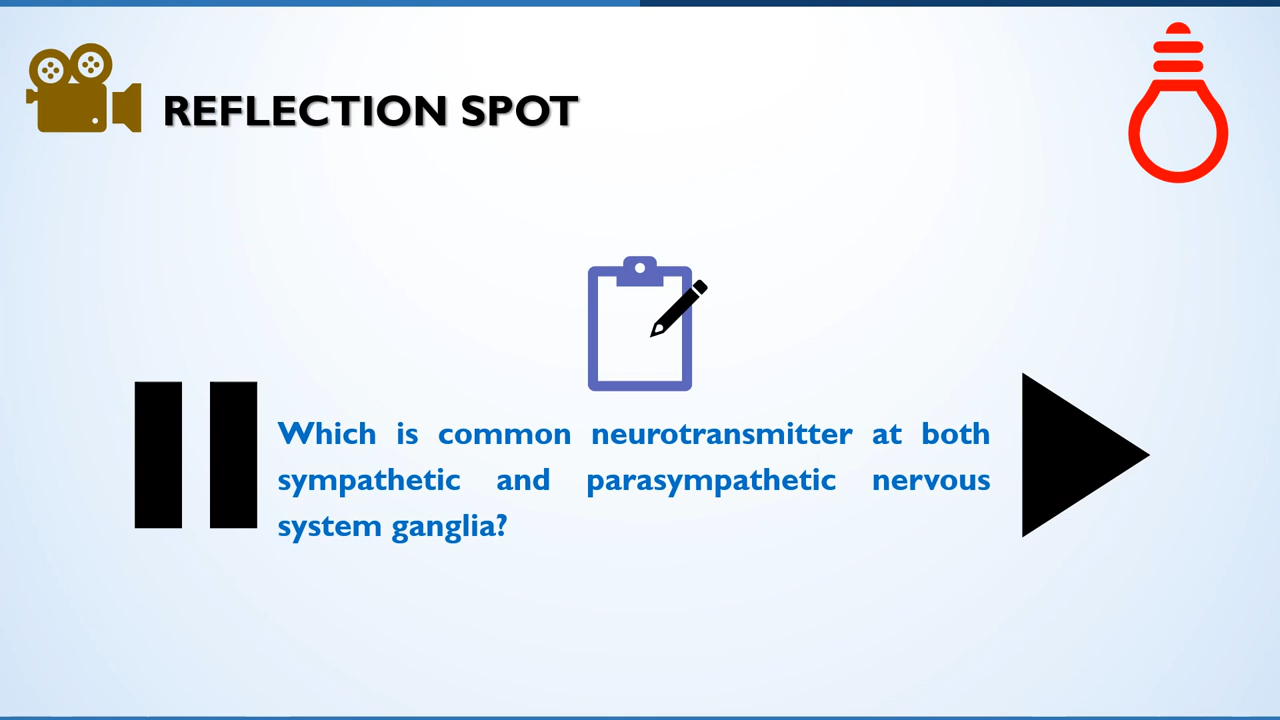 REFLECTION SPOT
Which is common neurotransmitter at both
sympathetic and parasympathetic nervous
system ganglia?